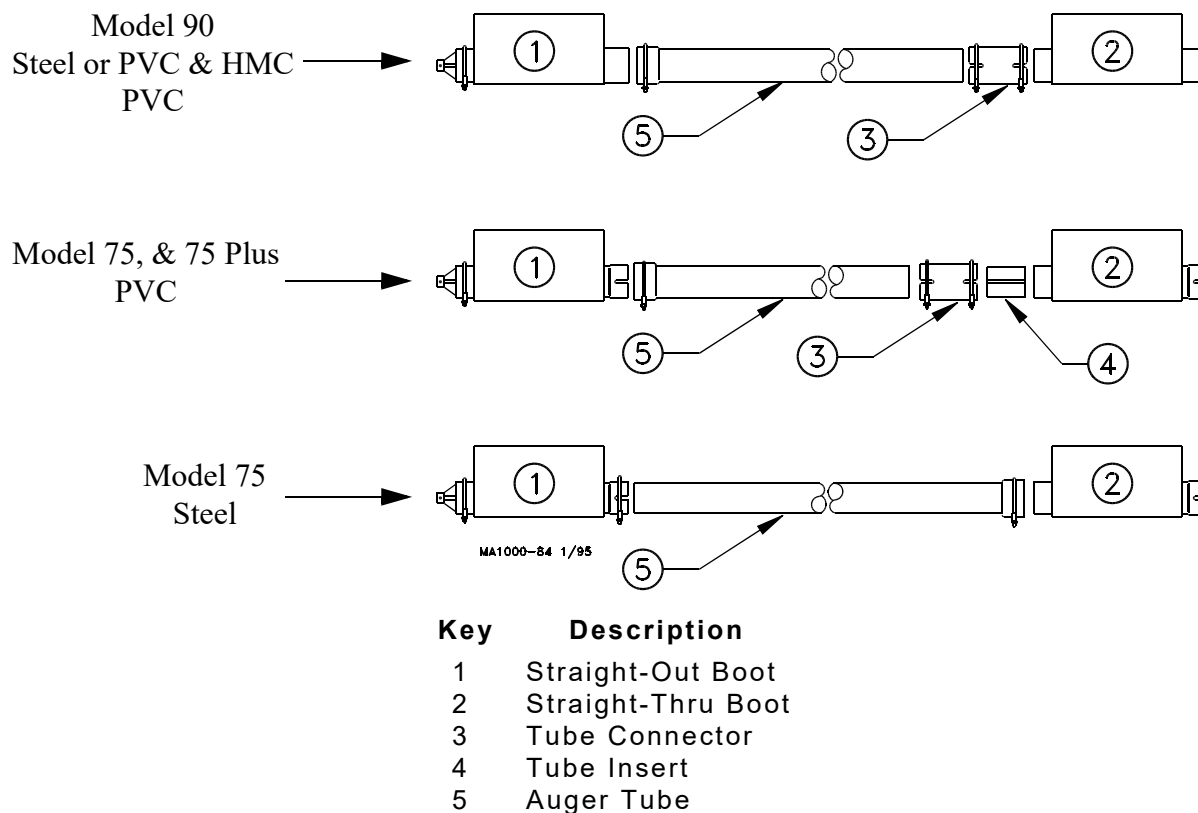 Model 90
Steel or PVC & HMC
PVC
1
2
5
3
Model 75, & 75 Plus
PVC
1
2
5
3
4
Model 75
Steel
1
2
MA1000-84 1/95
5
Key Description
1 Straight-Out Boot
2 Straight-Thru Boot
3 Tube Connector
4 Tube Insert
5 Auger Tube